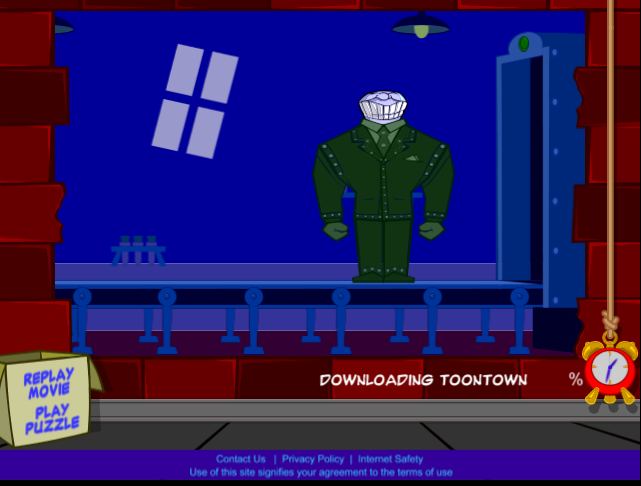 DOWNLOADING TOONTOWN %
REPLAY
MOVIE
PLAY
PUZZLE
Contact Us | Privacy Policy | Internet Safety
Use of this site signifies your agreement to the terms of use